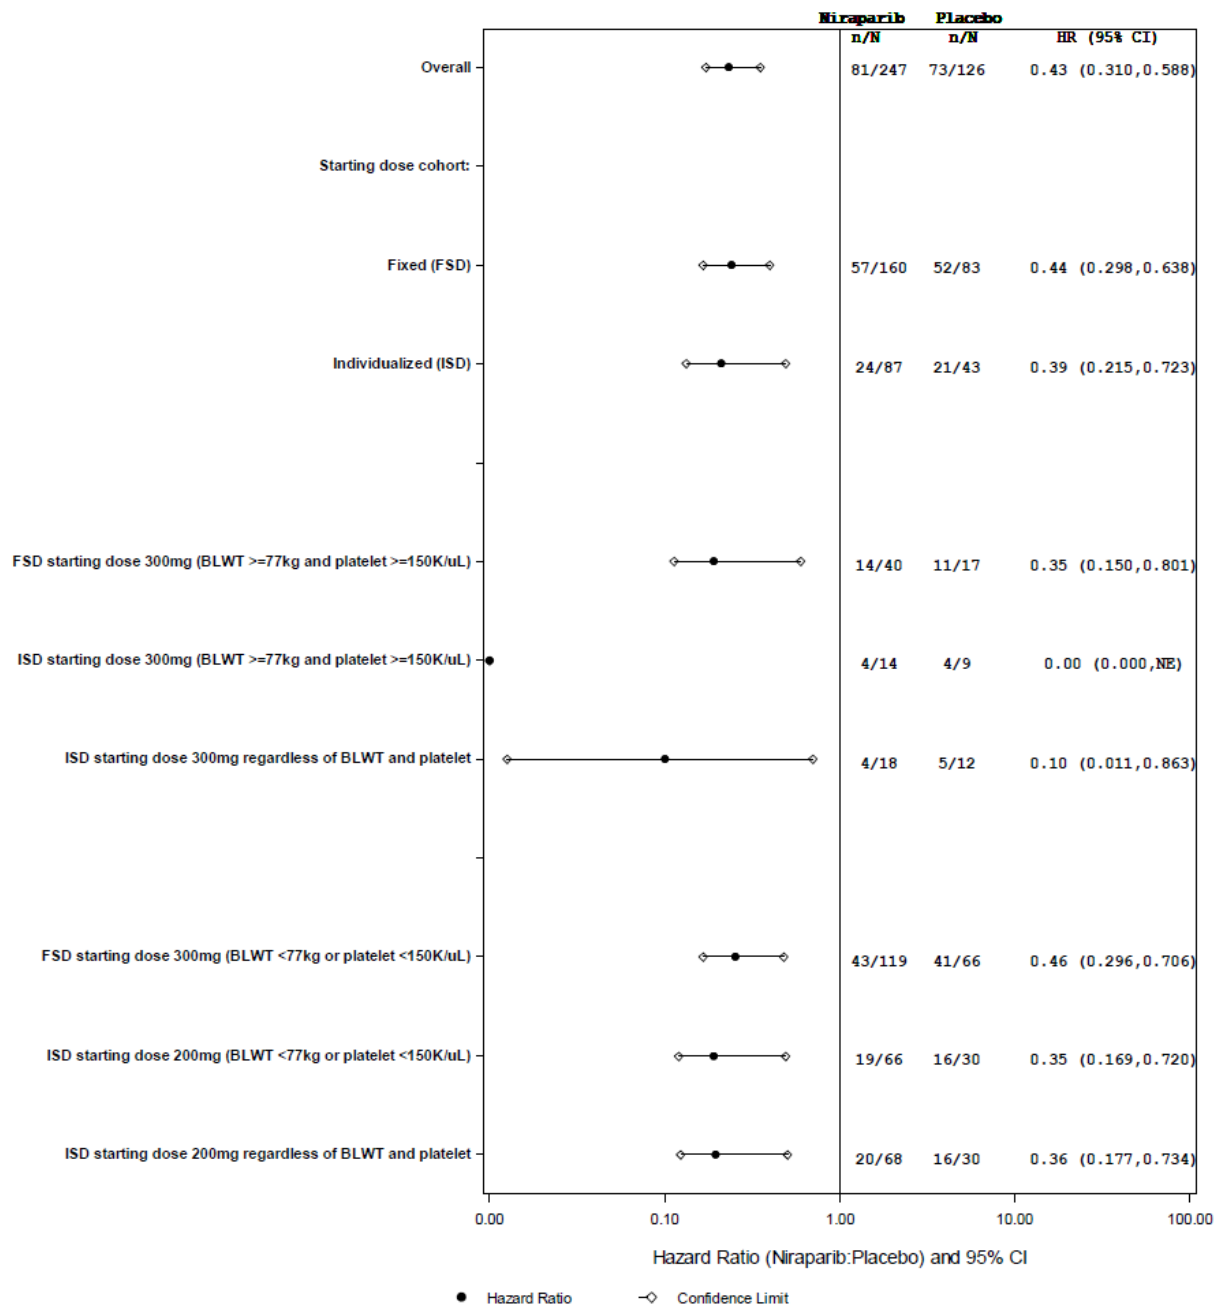 Niraparib Placebo
n/N n/N HR (95% CI)
Overall 81/247 73/126 0.43 (0.310,0.588)
Starting dose cohort:
Fixed (FSD) 57/160 52/83 0.44 (0.298,0.638)
Individualized (ISD) 24/87 21/43 0.39 (0.215,0.723)
FSD starting dose 300mg (BLWT >=77kg and platelet >=150K/uL) 14/40 11/17 0.35 (0.150,0.801)
ISD starting dose 300mg (BLWT >=77kg and platelet >=150K/uL) 4/14 4/9 0.00 (0.000,NE)
ISD starting dose 300mg regardless of BLWT and platelet 4/18 5/12 0.10 (0.011,0.863)
FSD starting dose 300mg (BLWT <77kg or platelet <150K/uL) 43/119 41/66 0.46 (0.296,0.706)
ISD starting dose 200mg (BLWT <77kg or platelet <150K/uL) 19/66 16/30 0.35 (0.169,0.720)
ISD starting dose 200mg regardless of BLWT and platelet 20/68 16/30 0.36 (0.177,0.734)
0.00 0.10 1.00 10.00 100.00
Hazard Ratio (Niraparib:Placebo) and 95% CI
Hazard Ratio Confidence Limit